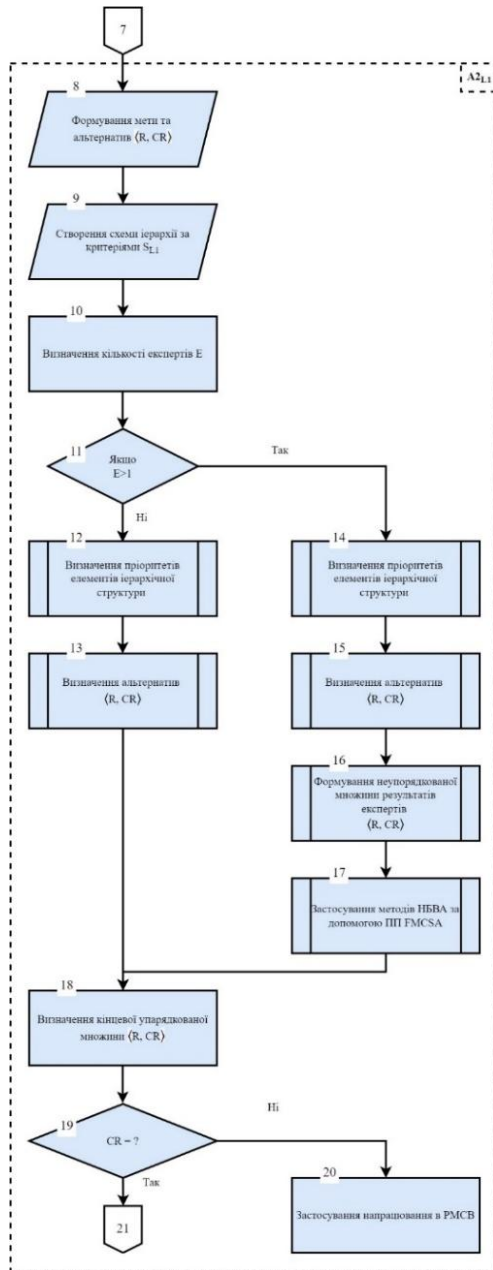 7
A2L1
8
Формування мети та
альтернатив ⟨R, CR⟩
9
Створення схеми ієрархії за
критеріями SL1
10
Визначення кількості експертів E
11
Якщо
E>1
Так
Ні
12
Визначення пріоритетів
елементів ієрархічної
структури
14
Визначення пріоритетів
елементів ієрархічної
структури
13
Визначення альтернатив
⟨R, CR⟩
15
Визначення альтернатив
⟨R, CR⟩
16
Формування неупорядкованої
множини результатів
експертів
⟨R, CR⟩
17
Застосування методів НБВА за
допомогою ПП FMCSA
18
Визначення кінцевої упарядкованої
множини ⟨R, CR⟩
19
CR = ?
Ні
Так
20
Застосування напрацювання в РМСВ
21